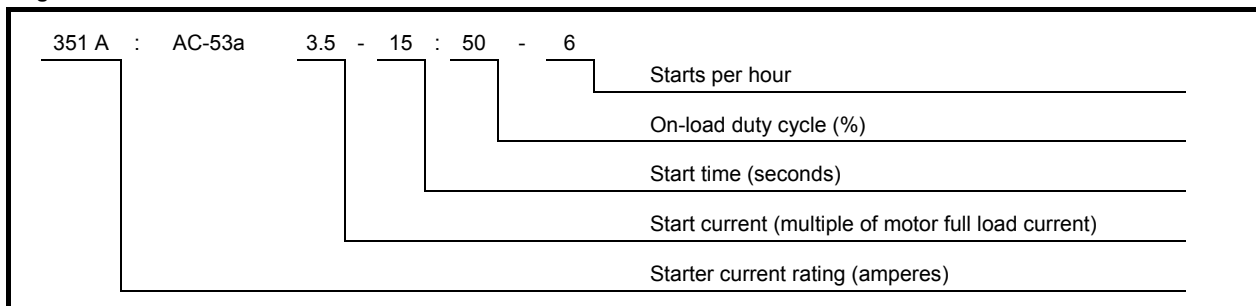 351 A : AC-53a 3.5 - 15 : 50 - 6
Starts per hour
On-load duty cycle (%)
Start time (seconds)
Start current (multiple of motor full load current)
Starter current rating (amperes)